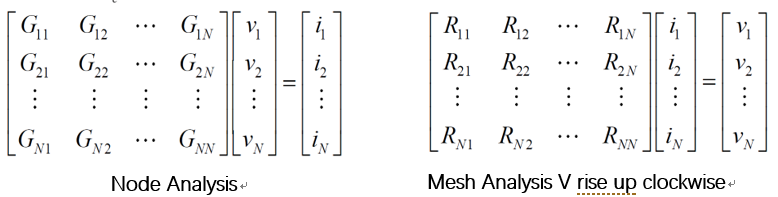 G11 G12 ⋯ G1N v1 i1
G21 G22 ⋯ G2N v2 = i2
⋮ ⋮ ⋮ ⋮ ⋮ ⋮
GN1 GN2 ⋯ GNN vN iN
Node Analysis
R11 R12 ⋯ R1N i1 v1
R21 R22 ⋯ R2N i2 = v2
⋮ ⋮ ⋮ ⋮ ⋮ ⋮
RN1 RN2 ⋯ RNN iN vN
Mesh Analysis V rise up clockwise